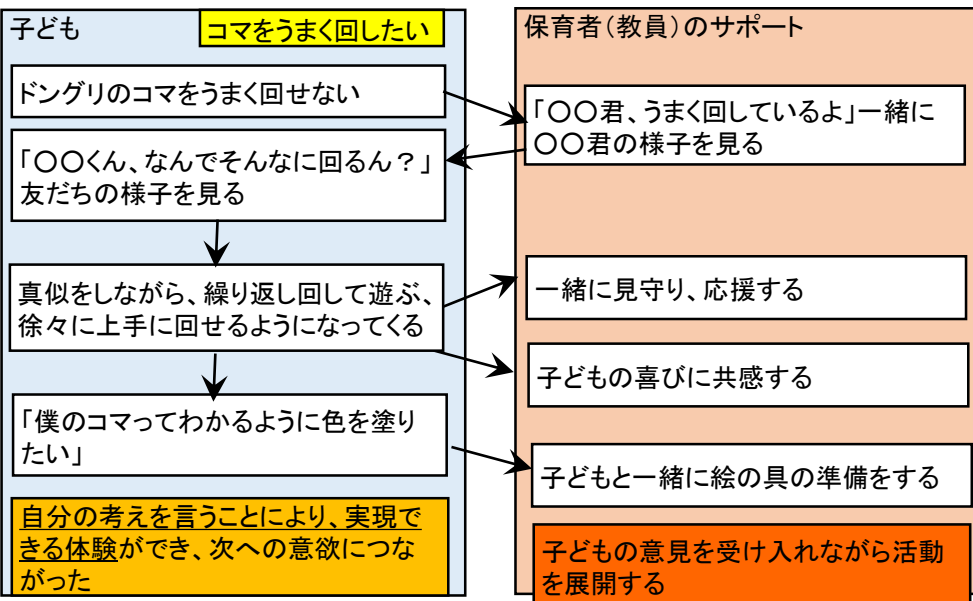 子ども
コマをうまく回したい
ドングリのコマをうまく回せない
「〇〇くん、なんでそんなに回るん？」
友だちの様子を見る
真似をしながら、繰り返し回して遊ぶ、
徐々に上手に回せるようになってくる
「僕のコマってわかるように色を塗り
たい」
自分の考えを言うことにより、実現で
きる体験ができ、次への意欲につな
がった
保育者（教員）のサポート
「〇〇君、うまく回しているよ」一緒に
〇〇君の様子を見る
一緒に見守り、応援する
子どもの喜びに共感する
子どもと一緒に絵の具の準備をする
子どもの意見を受け入れながら活動
を展開する